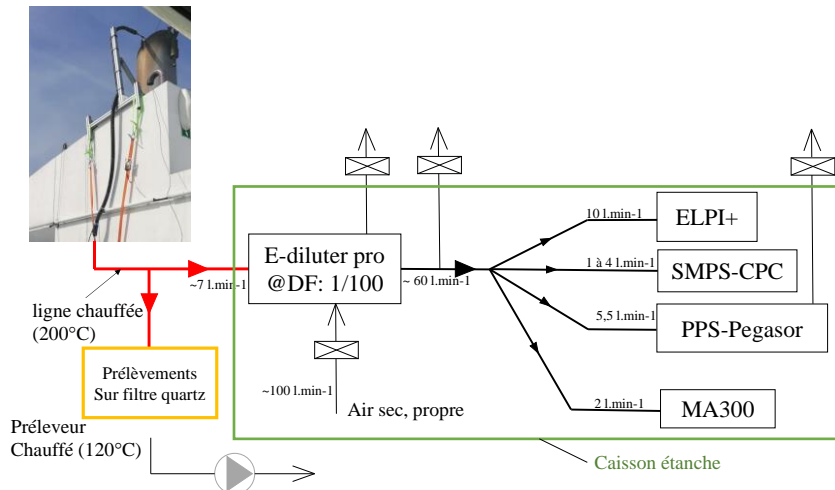 10 l.min-1
ELPI+
E-diluter pro
@DF: 1/100
1 à 4 l.min-1
SMPS-CPC
~7 l.min-1
~ 60 l.min-1
ligne chauffée
(200°C)
5,5 l.min-1
PPS-Pegasor
Prélèvements
Sur filtre quartz
~100 l.min-1
Air sec, propre
2 l.min-1
MA300
Préleveur
Chauffé (120°C)
Caisson étanche